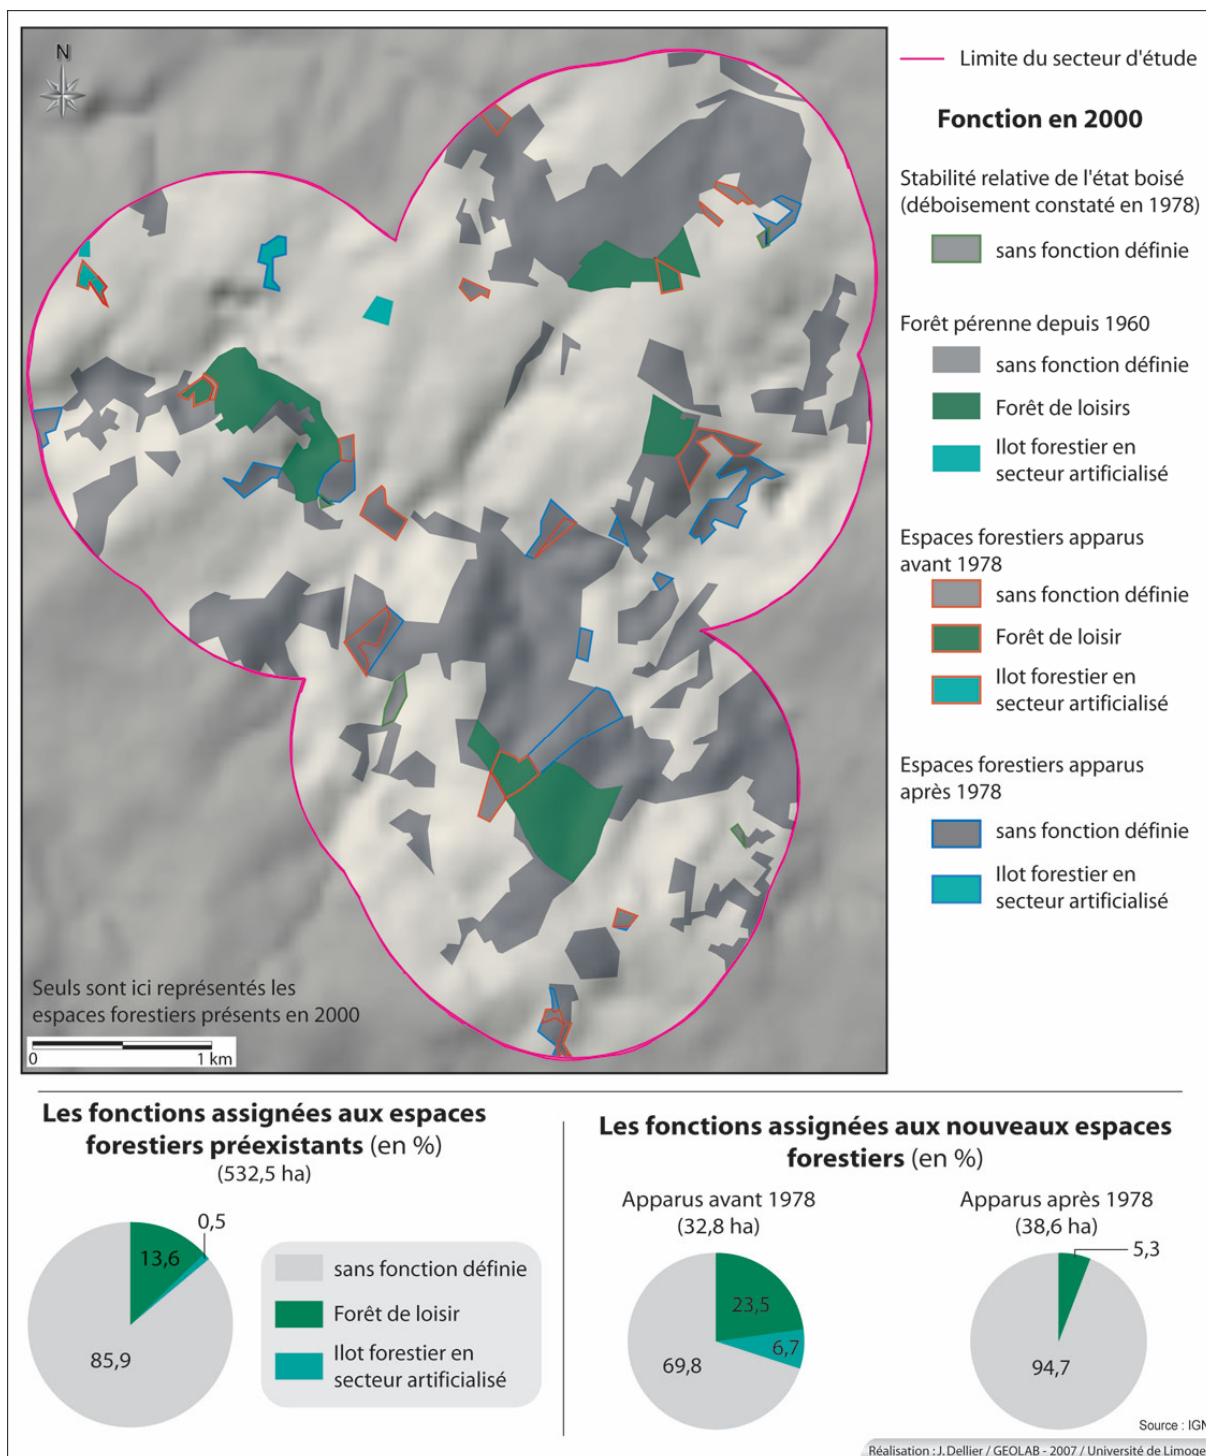 N
Limite du secteur d'étude
Fonction en 2000
Stabilité relative de l'état boisé
(déboisement constaté en 1978)
sans fonction définie
Forêt pérenne depuis 1960
sans fonction définie
Forêt de loisirs
Ilot forestier en
secteur artificialisé
Espaces forestiers apparus
avant 1978
sans fonction définie
Forêt de loisir
Ilot forestier en
secteur artificialisé
Espaces forestiers apparus
après 1978
sans fonction définie
Ilot forestier en
secteur artificialisé
Seuls sont ici représentés les
espaces forestiers présents en 2000
0 1 km
Les fonctions assignées aux espaces
forestiers préexistants (en %)
(532,5 ha)
0,5
13,6
85,9
sans fonction définie
Forêt de loisir
Ilot forestier en
secteur artificialisé
Les fonctions assignées aux nouveaux espaces
forestiers (en %)
Apparus avant 1978
(32,8 ha)
23,5
6,7
69,8
Apparus après 1978
(38,6 ha)
5,3
94,7
Source : IGN
Réalisation : J. Dellier / GEOLAB - 2007 / Université de Limoge